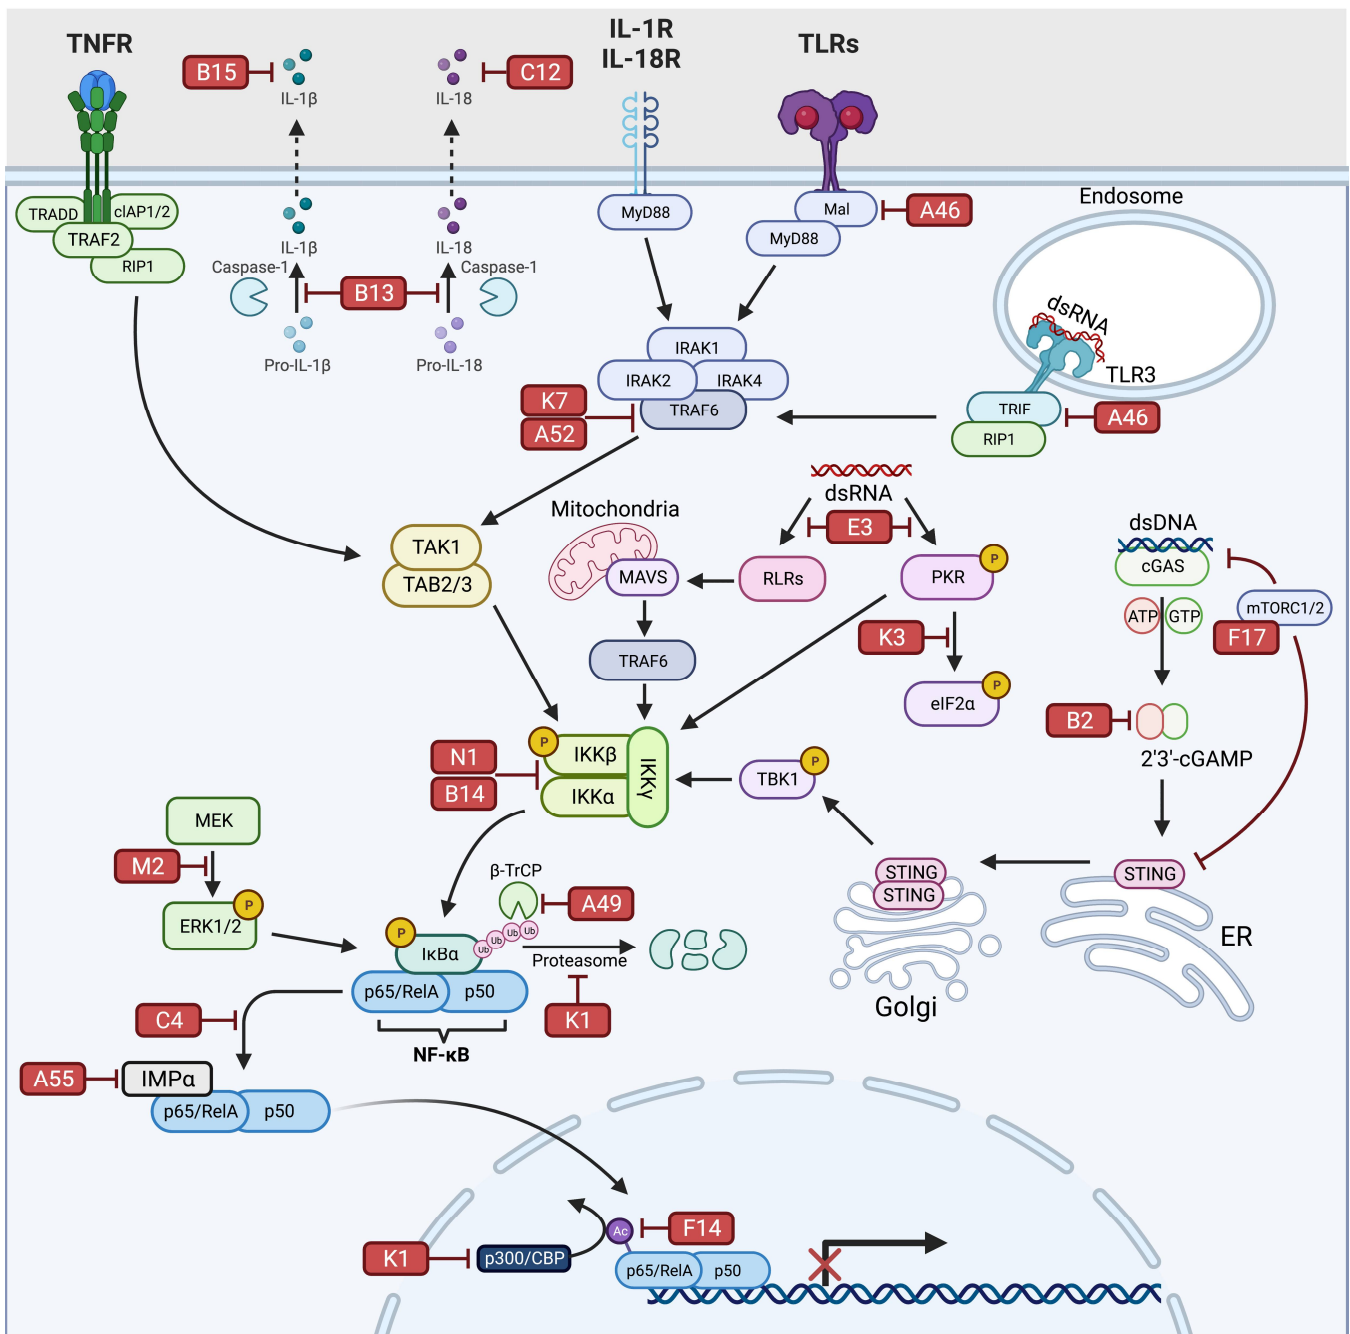 TNFR
IL-1R
IL-18R
TLRs
B15
IL-1β
IL-18
C12
TRADD
cIAP1/2
TRAF2
RIP1
IL-1β
IL-18
Caspase-1
Caspase-1
B13
Pro-IL-1β
Pro-IL-18
MyD88
Mal
A46
MyD88
Endosome
dsRNA
TLR3
IRAK1
IRAK2
IRAK4
TRAF6
K7
A52
TRIF
A46
RIP1
dsRNA
E3
Mitochondria
MAVS
RLRs
PKR
P
TAK1
TAB2/3
dsDNA
cGAS
ATP
GTP
mTORC1/2
F17
K3
TRAF6
eIF2α
P
B2
2'3'-cGAMP
N1
B14
P
IKKβ
IKKα
IKKγ
TBK1
P
MEK
M2
ERK1/2
P
STING
STING
STING
ER
Golgi
β-TrCP
A49
P
IκBα
Ub
Ub
Ub
Ub
Proteasome
p65/RelA
p50
K1
NF-κB
C4
A55
IMPα
p65/RelA
p50
Ac
F14
K1
p300/CBP
p65/RelA
p50